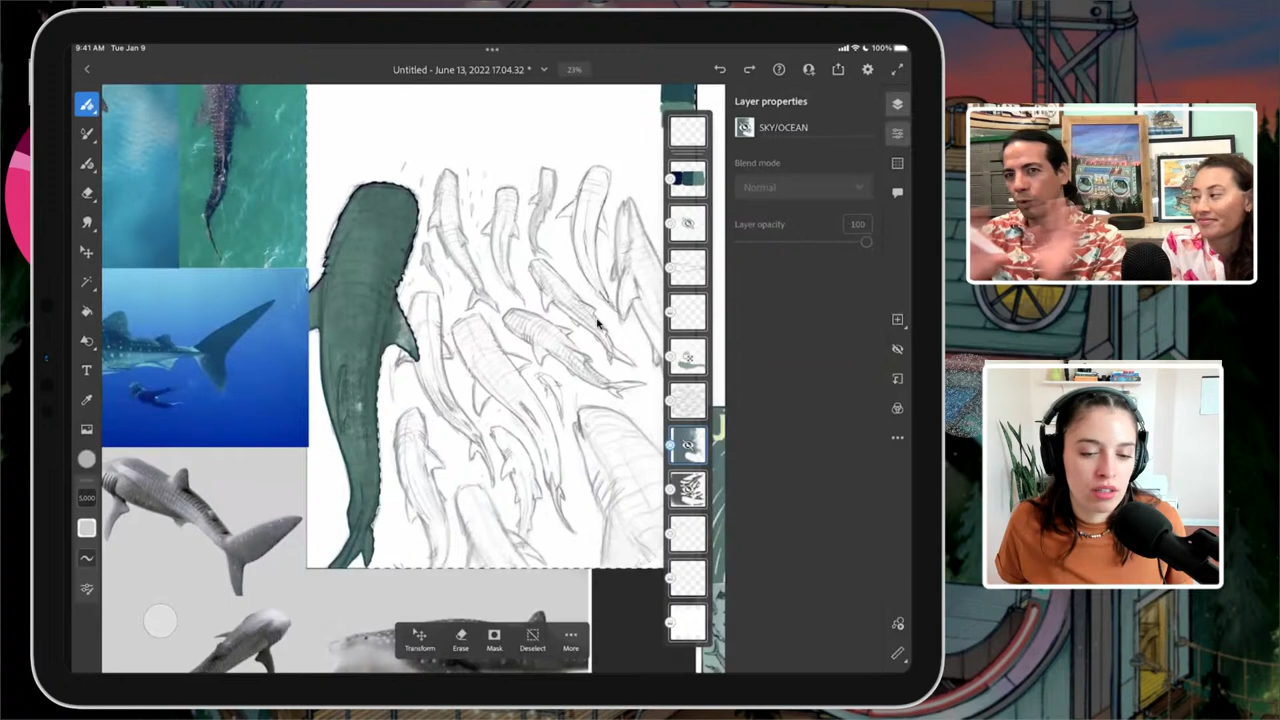 9:41 AM Tue Jan 9
100%
Untitled - June 13, 2022 17.04.32 *
23%
Layer properties
SKY/OCEAN
Blend mode
Normal
Layer opacity
100
T
5,000
Transform
Erase
Mask
Deselect
More